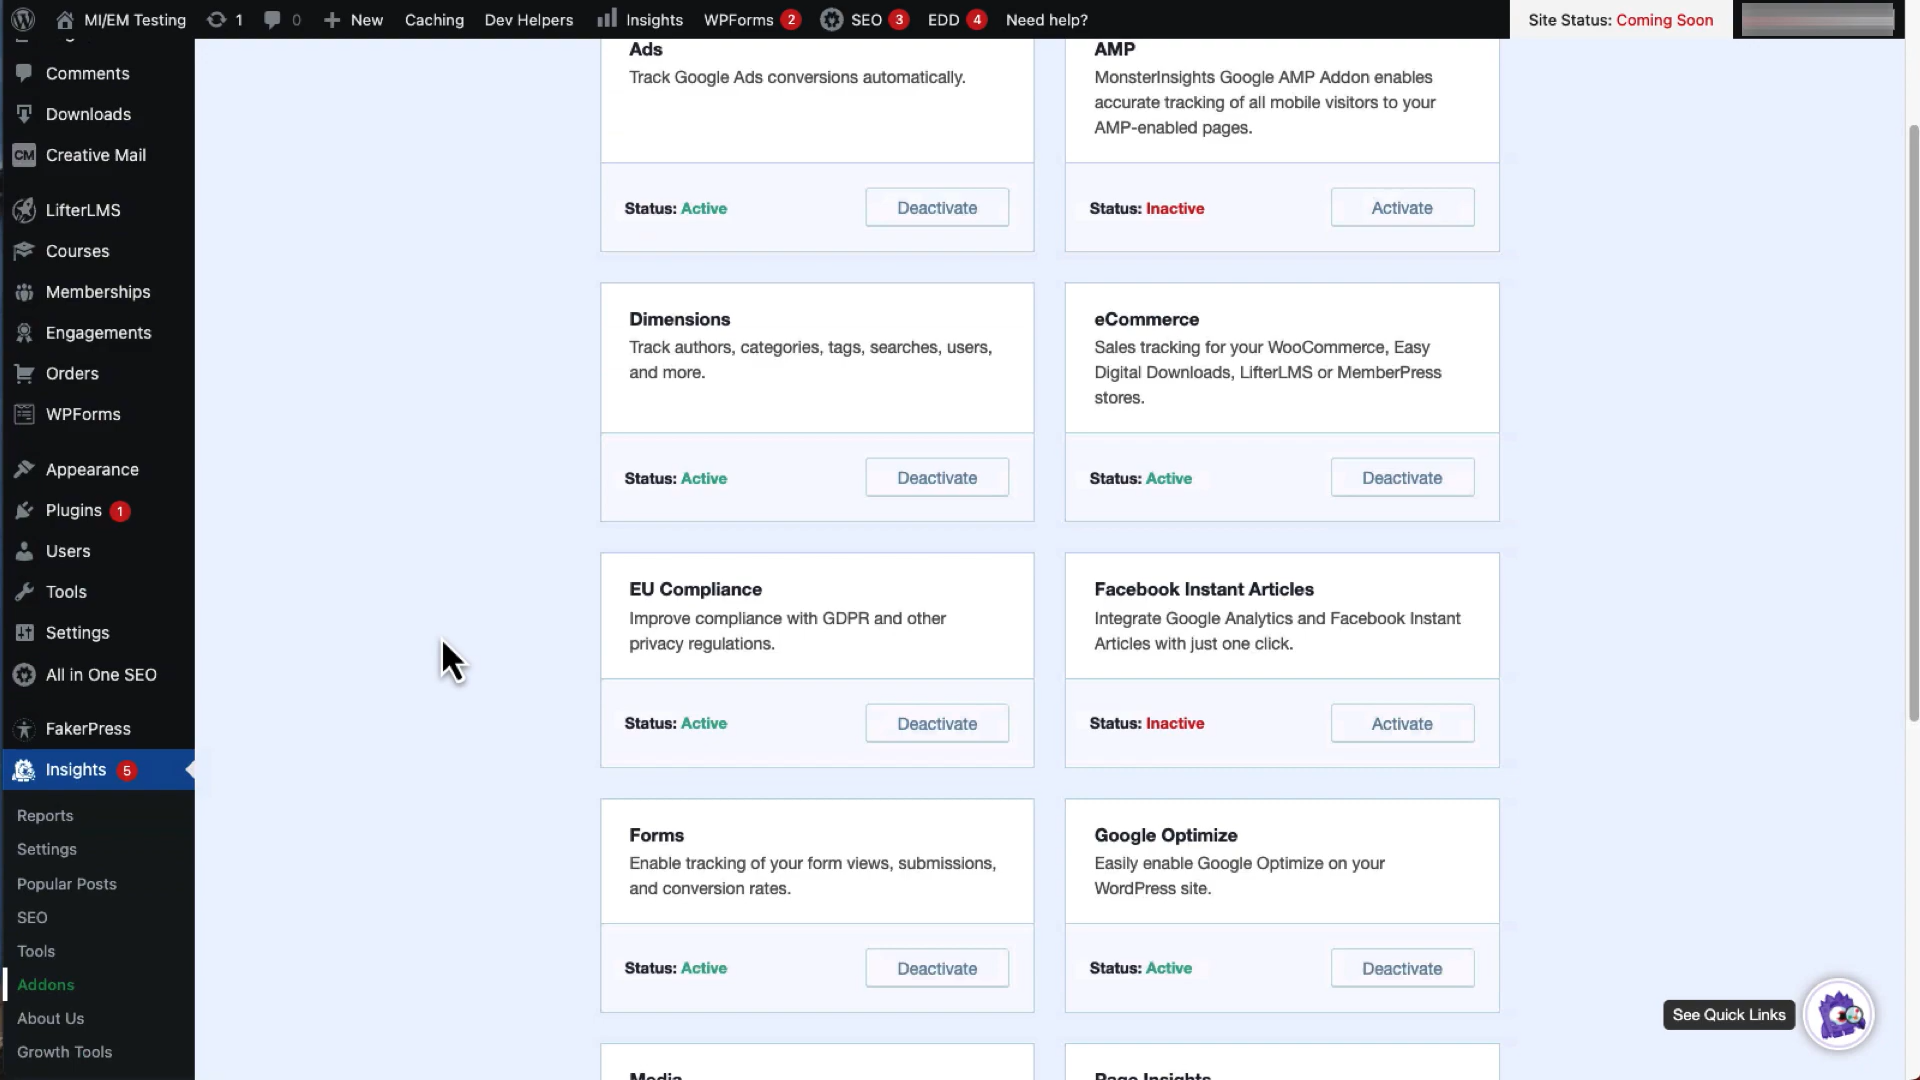 MI/EM Testing
1
0
New
Caching
Dev Helpers
Insights
WPForms 2
SEO 3
EDD 4
Need help?
Site Status: Coming Soon
Comments
Downloads
CM Creative Mail
LifterLMS
Courses
Memberships
Engagements
Orders
WPForms
Appearance
Plugins 1
Users
Tools
Settings
All in One SEO
FakerPress
Insights 5
Reports
Settings
Popular Posts
SEO
Tools
Addons
About Us
Growth Tools
Ads
Track Google Ads conversions automatically.
Status: Active
Deactivate
AMP
MonsterInsights Google AMP Addon enables
accurate tracking of all mobile visitors to your
AMP-enabled pages.
Status: Inactive
Activate
Dimensions
Track authors, categories, tags, searches, users,
and more.
Status: Active
Deactivate
eCommerce
Sales tracking for your WooCommerce, Easy
Digital Downloads, LifterLMS or MemberPress
stores.
Status: Active
Deactivate
EU Compliance
Improve compliance with GDPR and other
privacy regulations.
Status: Active
Deactivate
Facebook Instant Articles
Integrate Google Analytics and Facebook Instant
Articles with just one click.
Status: Inactive
Activate
Forms
Enable tracking of your form views, submissions,
and conversion rates.
Status: Active
Deactivate
Google Optimize
Easily enable Google Optimize on your
WordPress site.
Status: Active
Deactivate
Media
Page Insights
See Quick Links